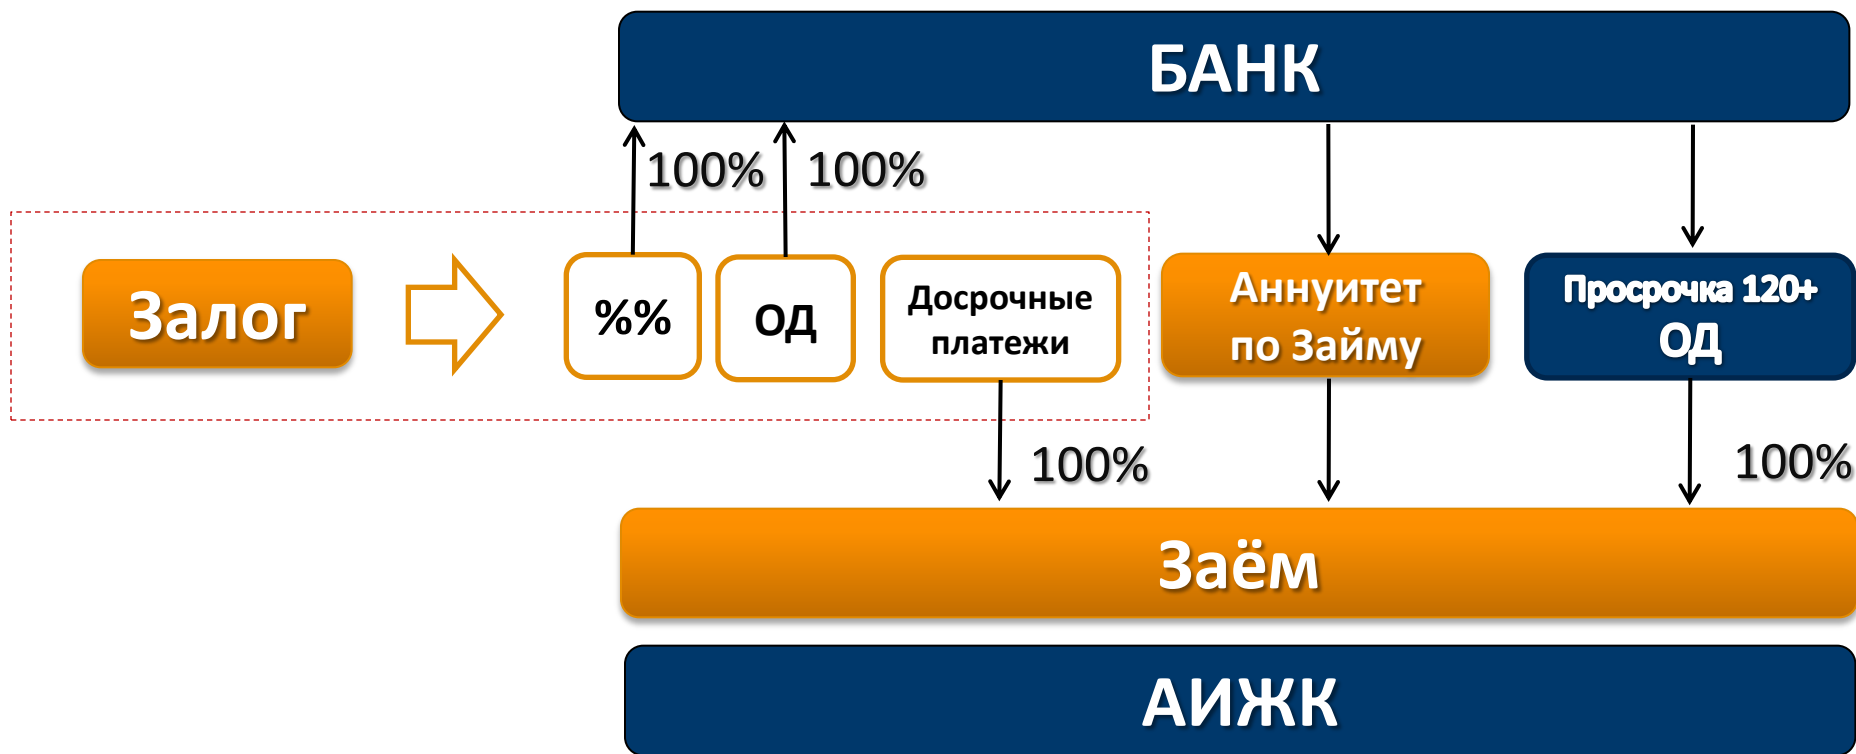 БАНК
100%
100%
Залог
%%
ОД
Досрочные
платежи
Аннуитет
по Займу
Просрочка 120+
ОД
100%
100%
Заём
АИЖК